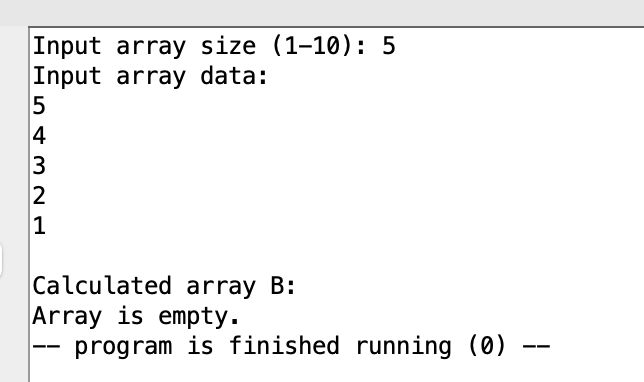 Input array size (1-10): 5
Input array data:
5
4
3
2
1
Calculated array B:
Array is empty.
-- program is finished running (0) --